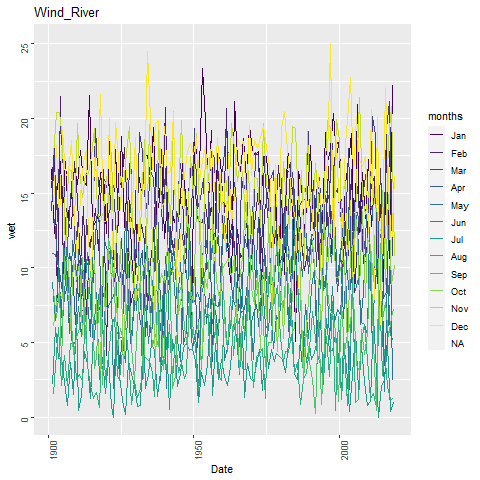 Wind_River
wet
25
20
15
10
5
0
1900
1950
2000
Date
months
Jan
Feb
Mar
Apr
May
Jun
Jul
Aug
Sep
Oct
Nov
Dec
NA